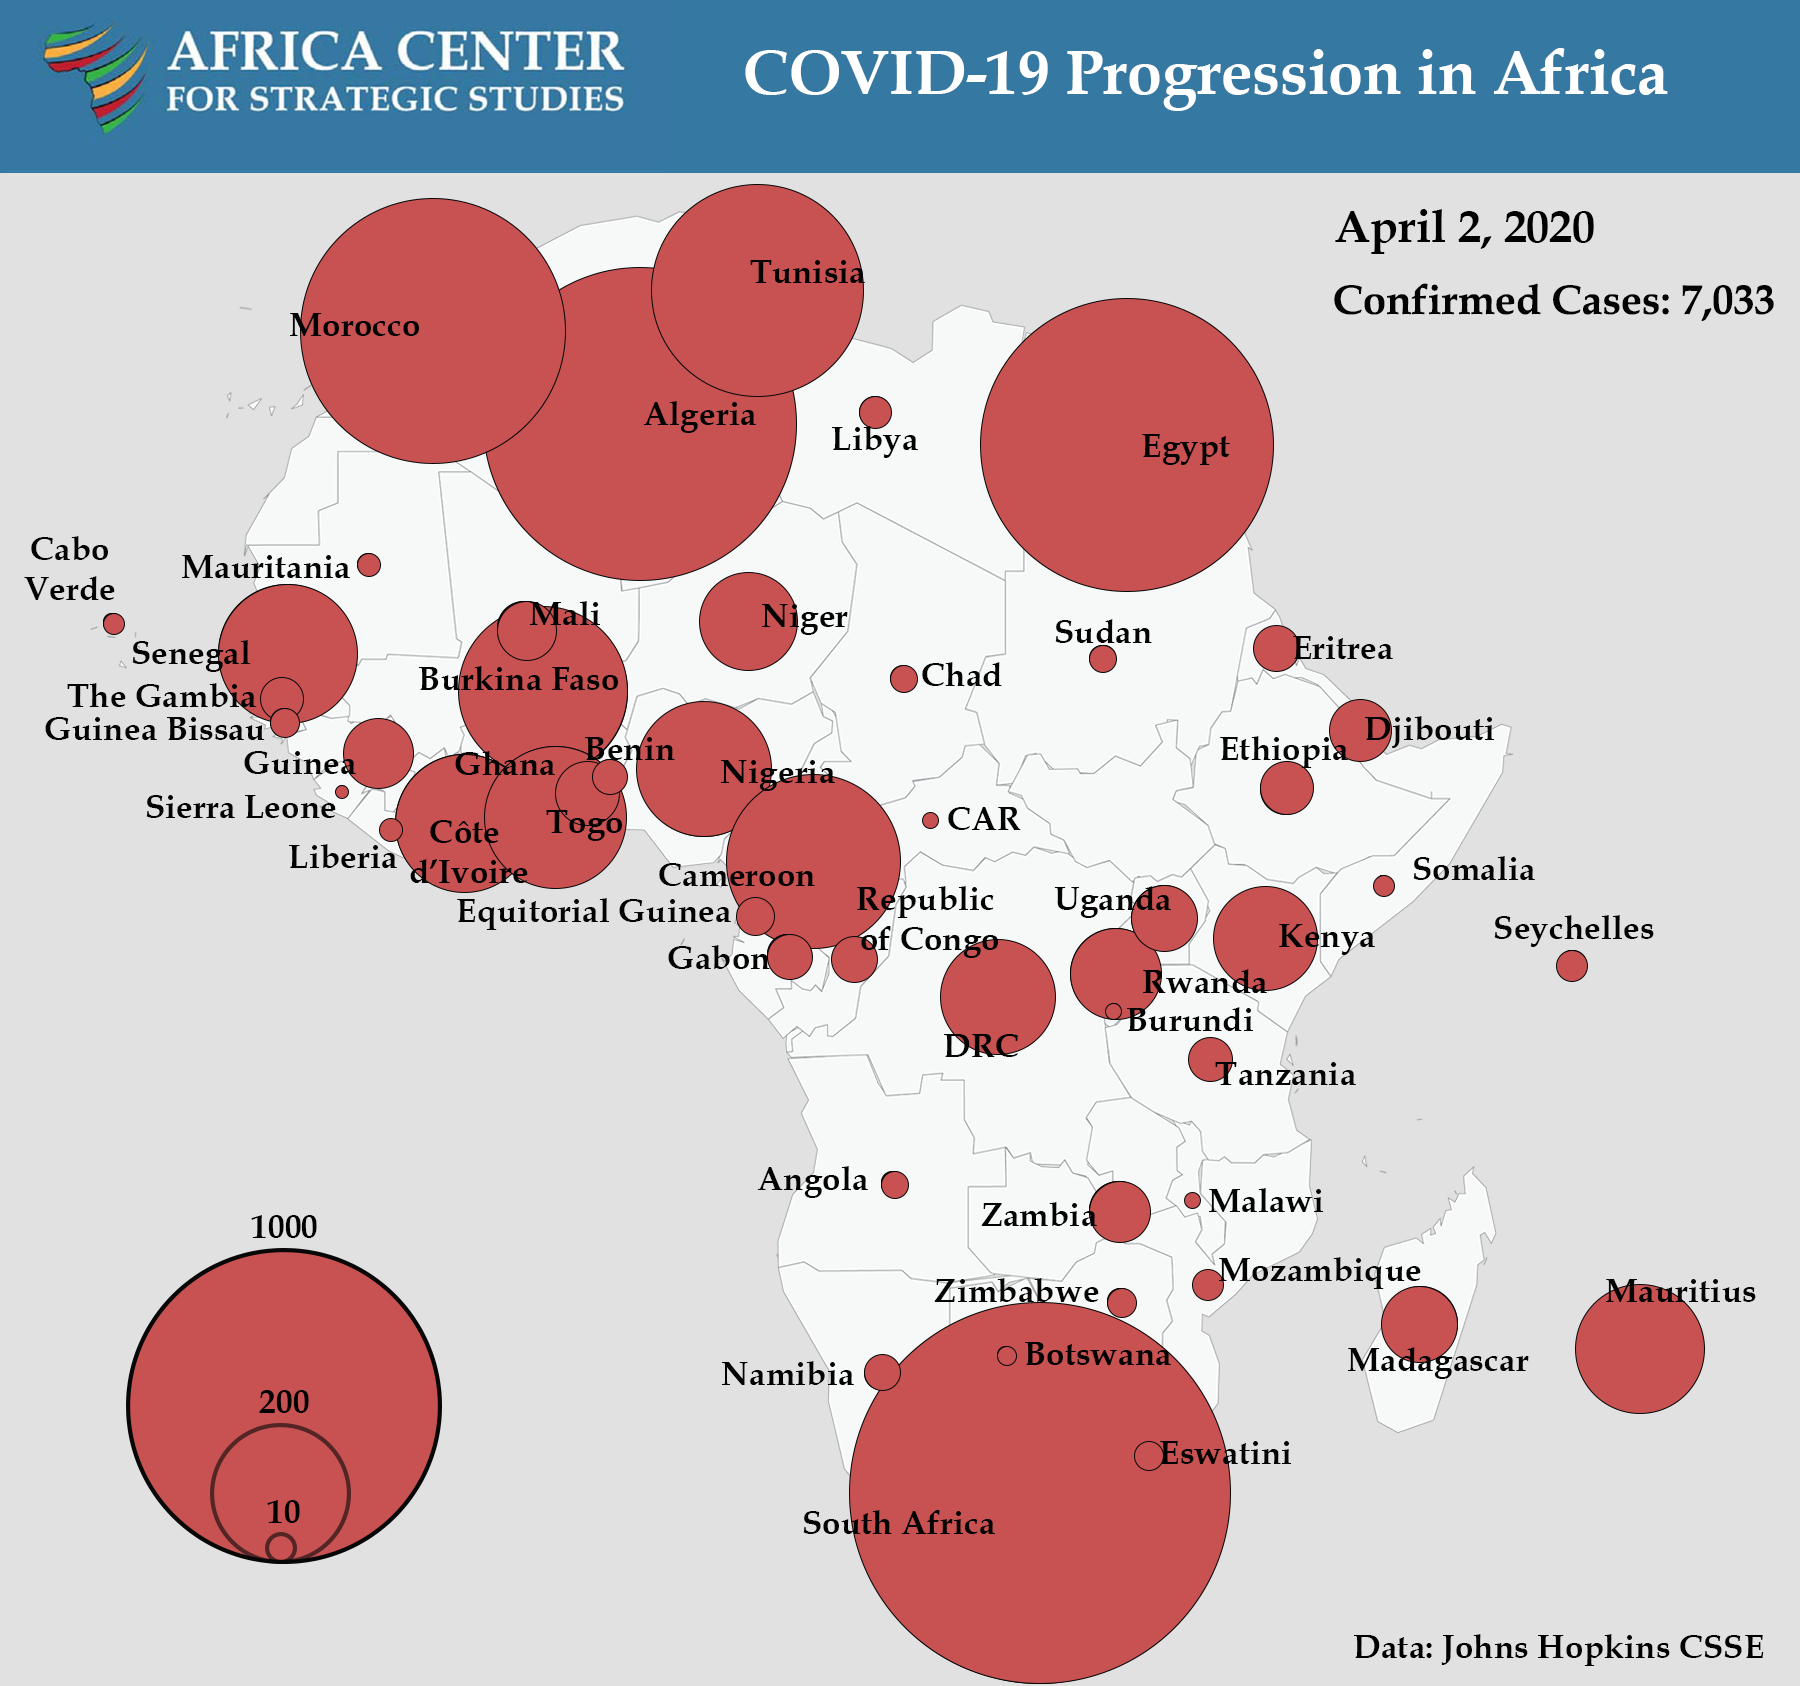 AFRICA CENTER
FOR STRATEGIC STUDIES
COVID-19 Progression in Africa
April 2, 2020
Confirmed Cases: 7,033
Tunisia
Morocco
Algeria
Libya
Egypt
Cabo
Verde
Mauritania
Mali
Niger
Sudan
Eritrea
Senegal
Burkina Faso
Chad
The Gambia
Guinea Bissau
Djibouti
Guinea
Ghana
Benin
Nigeria
Ethiopia
Sierra Leone
Togo
CAR
Liberia
Côte
d'Ivoire
Cameroon
Somalia
Equitorial Guinea
Republic
of Congo
Uganda
Kenya
Seychelles
Gabon
Rwanda
Burundi
DRC
Tanzania
Angola
Zambia
Malawi
Zimbabwe
Mozambique
Mauritius
Namibia
Botswana
Madagascar
Eswatini
South Africa
1000
200
10
Data: Johns Hopkins CSSE